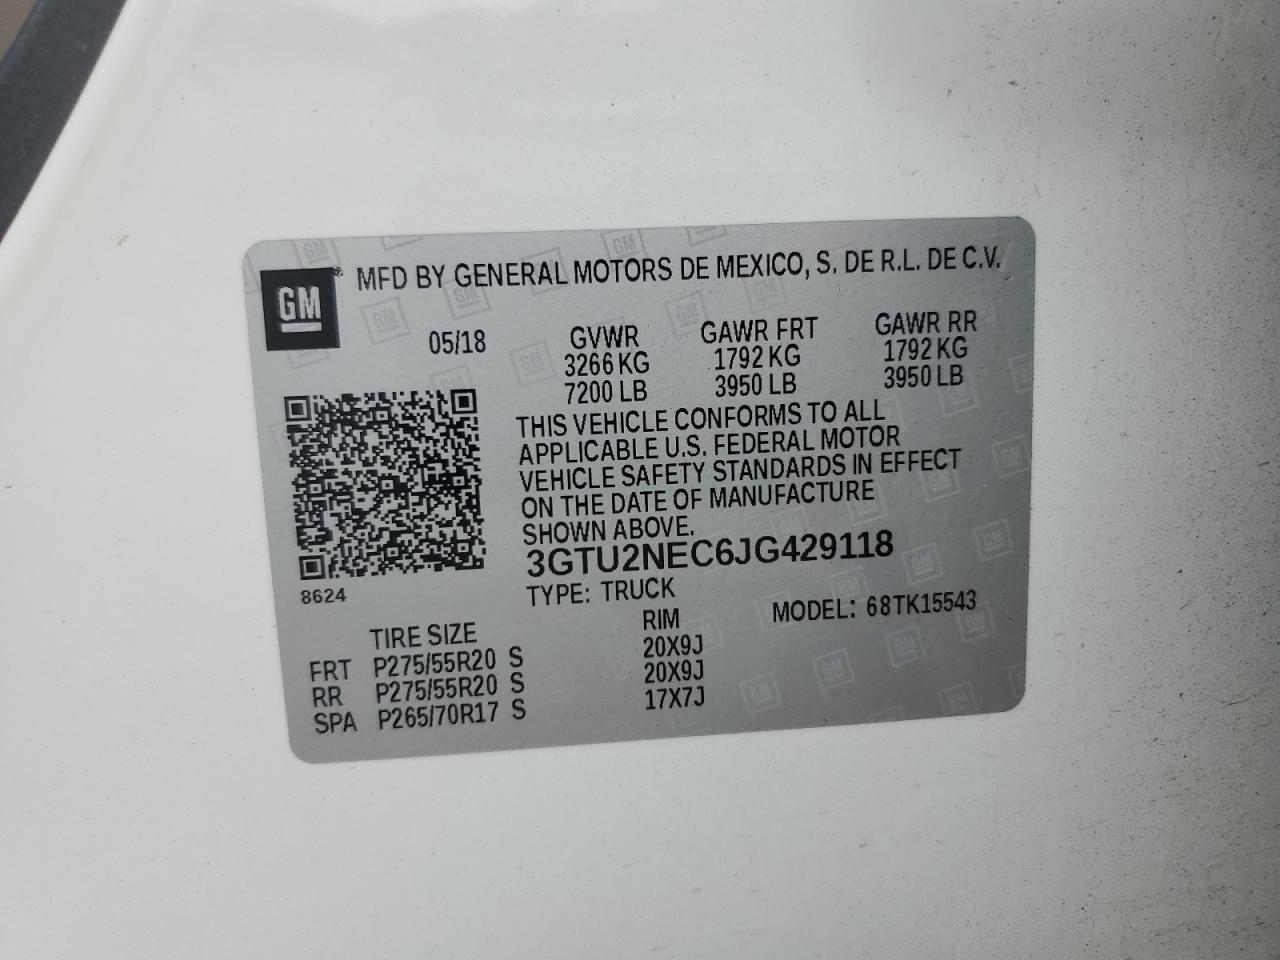 GM
MFD BY GENERAL MOTORS DE MEXICO, S. DE R.L. DE C.V.
05/18
GVWR GAWR FRT GAWR RR
3266 KG 1792 KG 1792 KG
7200 LB 3950 LB 3950 LB
THIS VEHICLE CONFORMS TO ALL
APPLICABLE U.S. FEDERAL MOTOR
VEHICLE SAFETY STANDARDS IN EFFECT
ON THE DATE OF MANUFACTURE
SHOWN ABOVE.
3GTU2NEC6JG429118
8624
TYPE: TRUCK MODEL: 68TK15543
TIRE SIZE RIM
FRT P275/55R20 S 20X9J
RR P275/55R20 S 20X9J
SPA P265/70R17 S 17X7J